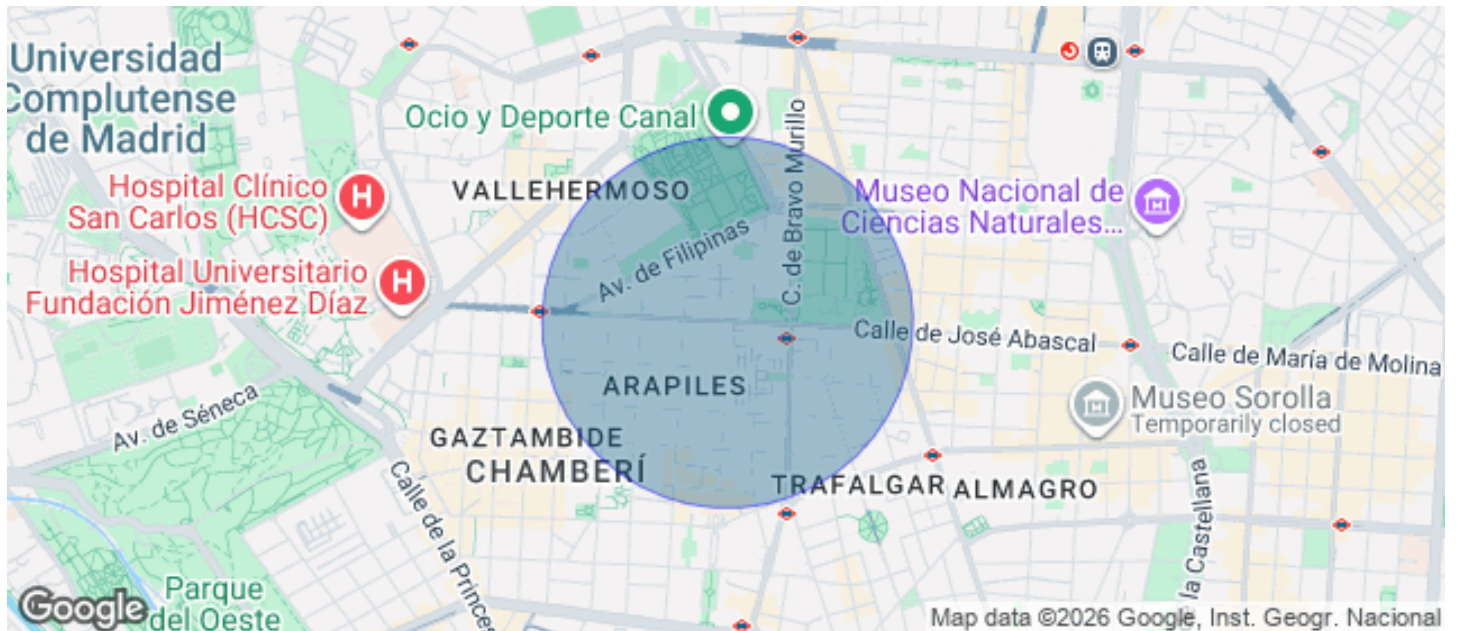 Universidad
Complutense
de Madrid
Ocio y Deporte Canal
Hospital Clínico
San Carlos (HCSC)
VALLEHERMOSO
C. de Bravo Murillo
Museo Nacional de
Ciencias Naturales...
Av. de Filipinas
Hospital Universitario
Fundación Jiménez Díaz
Calle de José Abascal
Calle de María de Molina
ARAPILES
Museo Sorolla
Temporarily closed
Av. de Séneca
GAZTAMBIDE
CHAMBERÍ
TRAFALGAR
ALMAGRO
Calle de la Princes
la Castellana
Parque
del Oeste
Google
Map data ©2026 Google, Inst. Geogr. Nacional